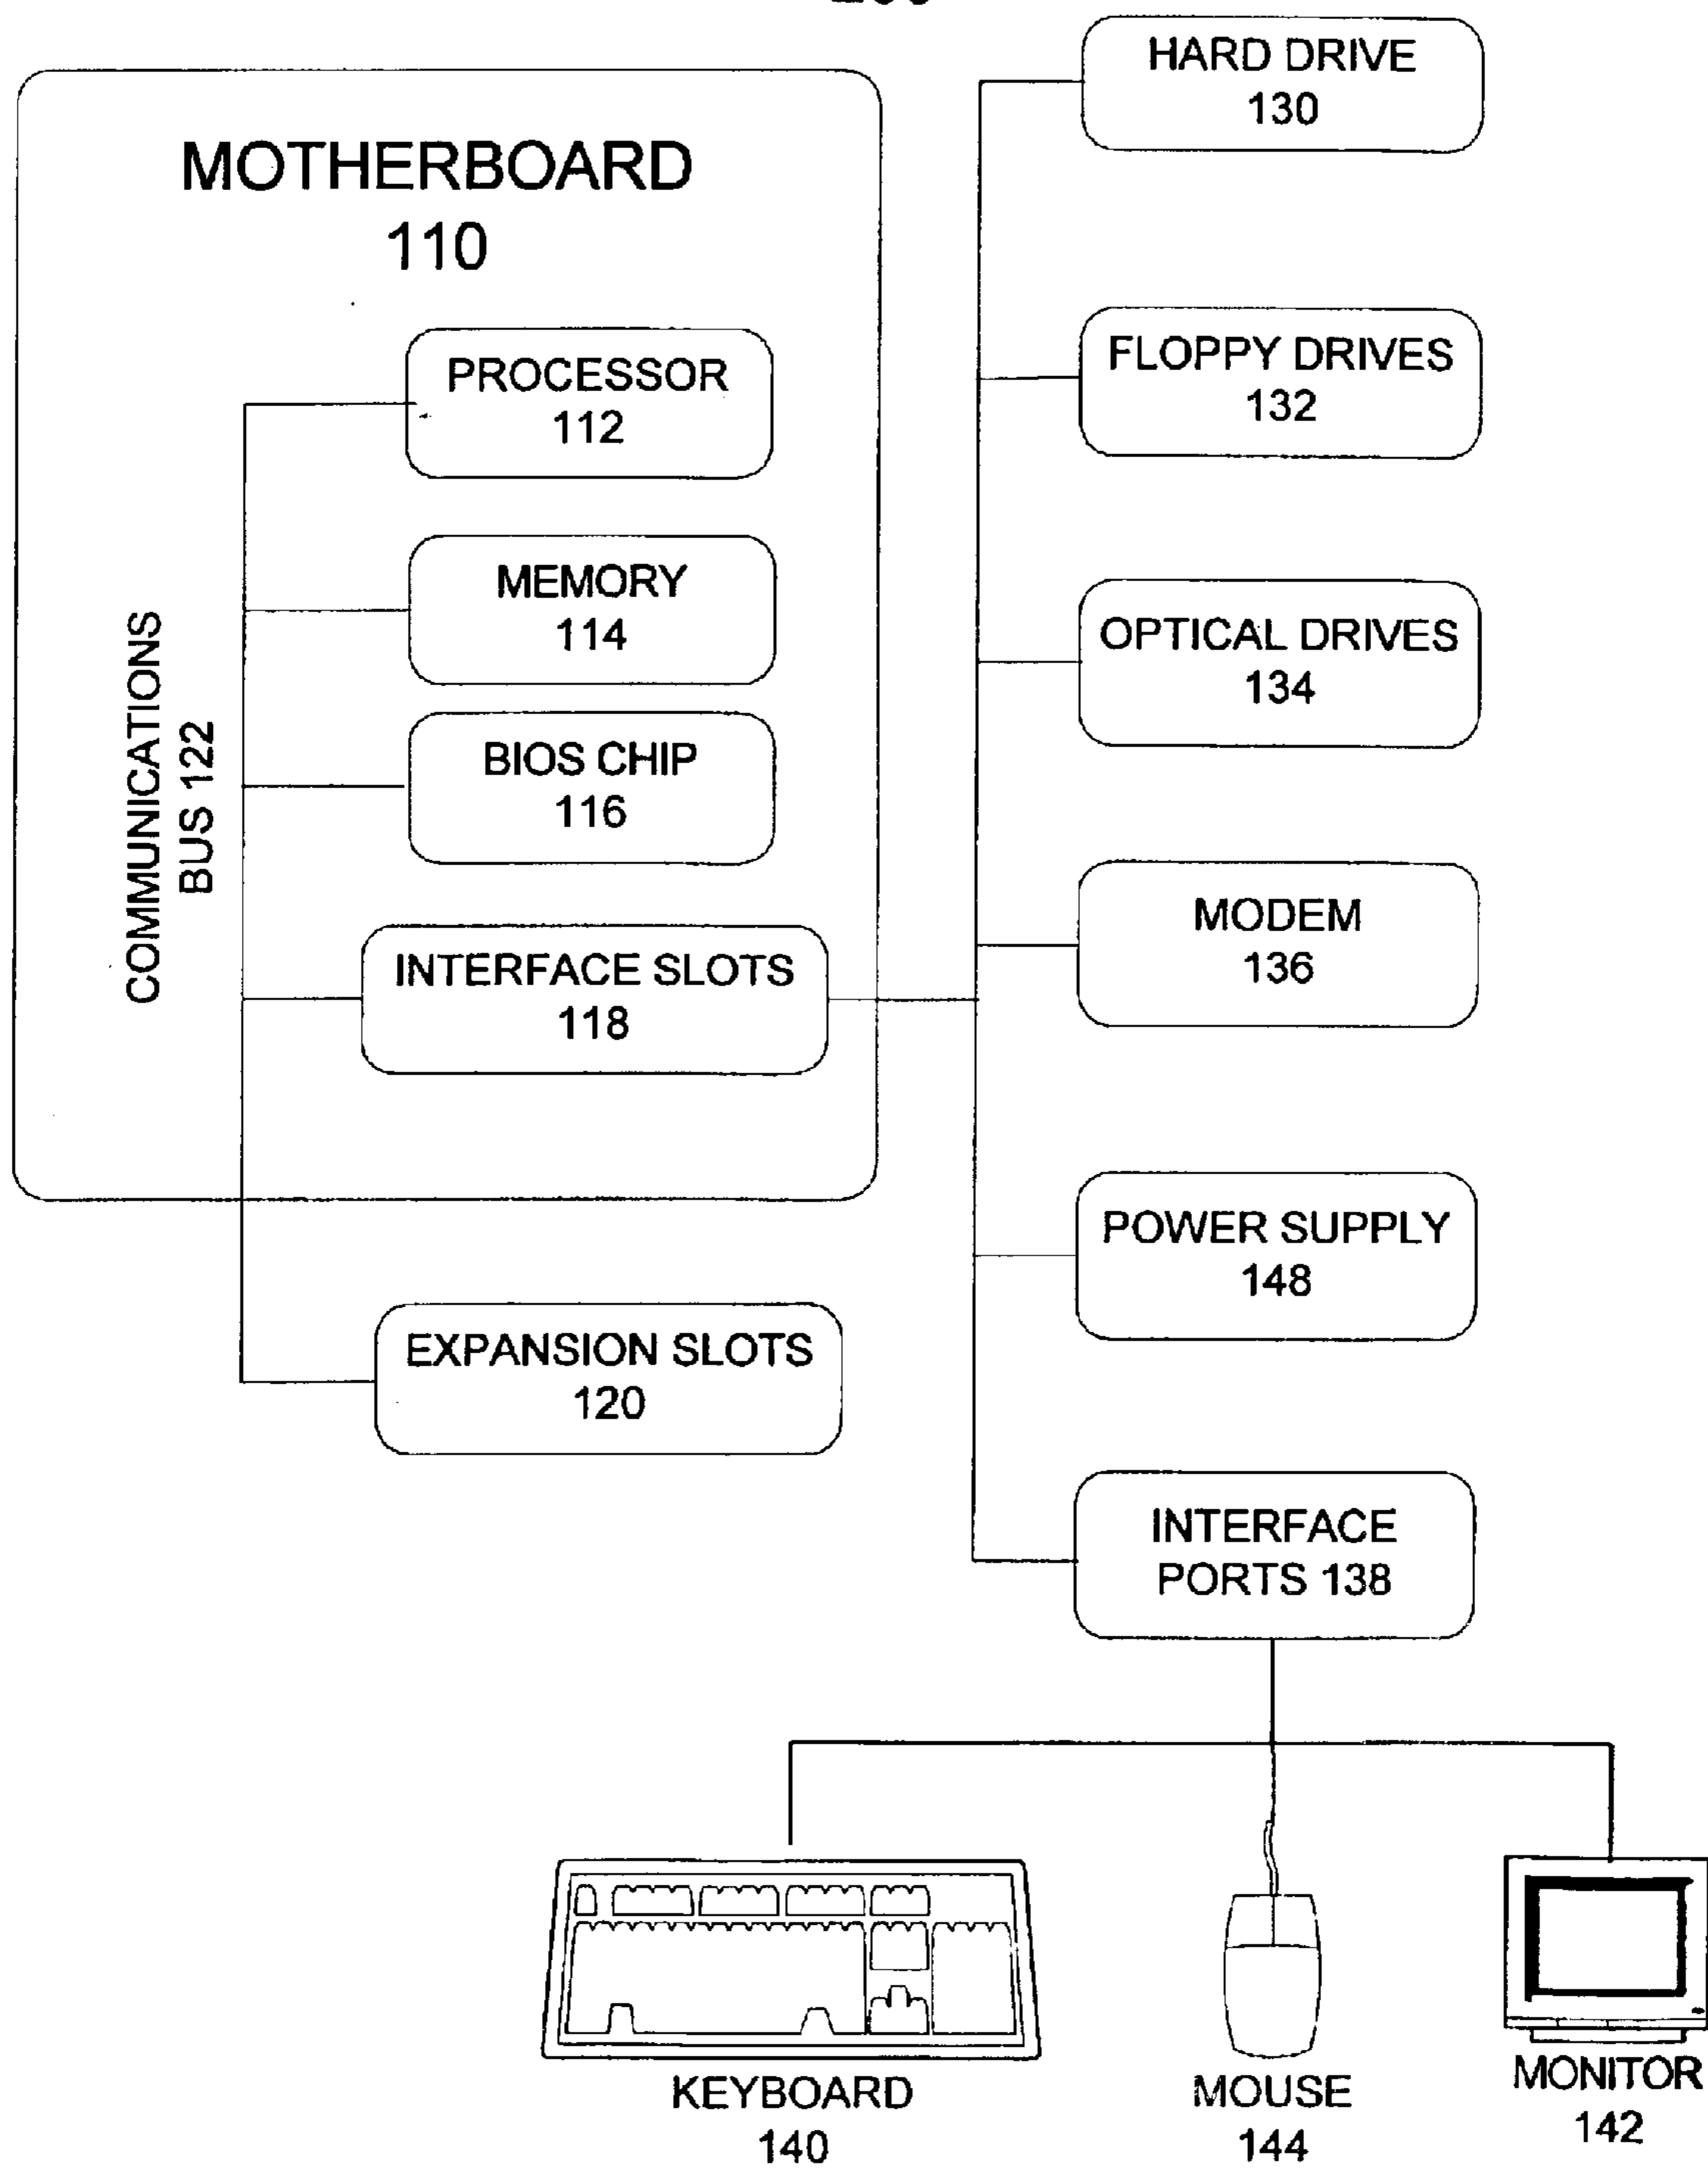 MOTHERBOARD
110
PROCESSOR
112
MEMORY
114
BIOS CHIP
116
INTERFACE SLOTS
118
COMMUNICATIONS
BUS 122
EXPANSION SLOTS
120
HARD DRIVE
130
FLOPPY DRIVES
132
OPTICAL DRIVES
134
MODEM
136
POWER SUPPLY
148
INTERFACE
PORTS 138
KEYBOARD
140
MOUSE
144
MONITOR
142